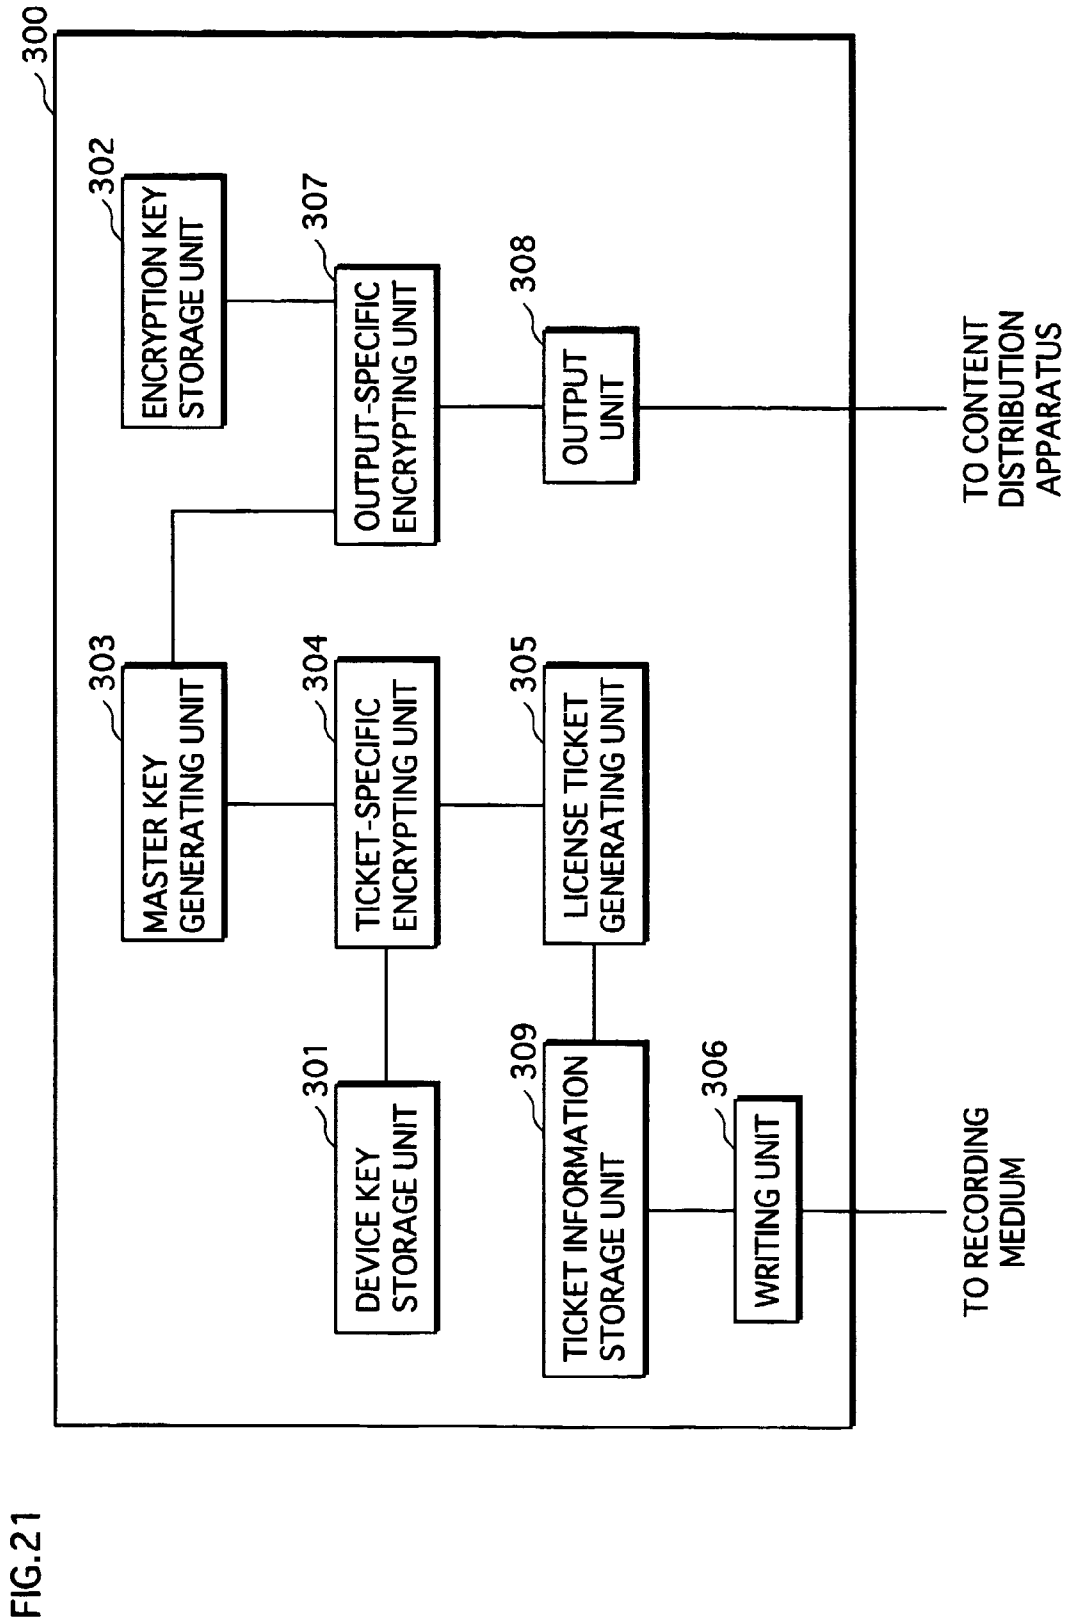 FIG.21
300
MASTER KEY
GENERATING UNIT
303
ENCRYPTION KEY
STORAGE UNIT
302
DEVICE KEY
STORAGE UNIT
301
TICKET-SPECIFIC
ENCRYPTING UNIT
304
OUTPUT-SPECIFIC
ENCRYPTING UNIT
307
TICKET INFORMATION
STORAGE UNIT
309
LICENSE TICKET
GENERATING UNIT
305
OUTPUT
UNIT
308
WRITING UNIT
306
TO RECORDING
MEDIUM
TO CONTENT
DISTRIBUTION
APPARATUS